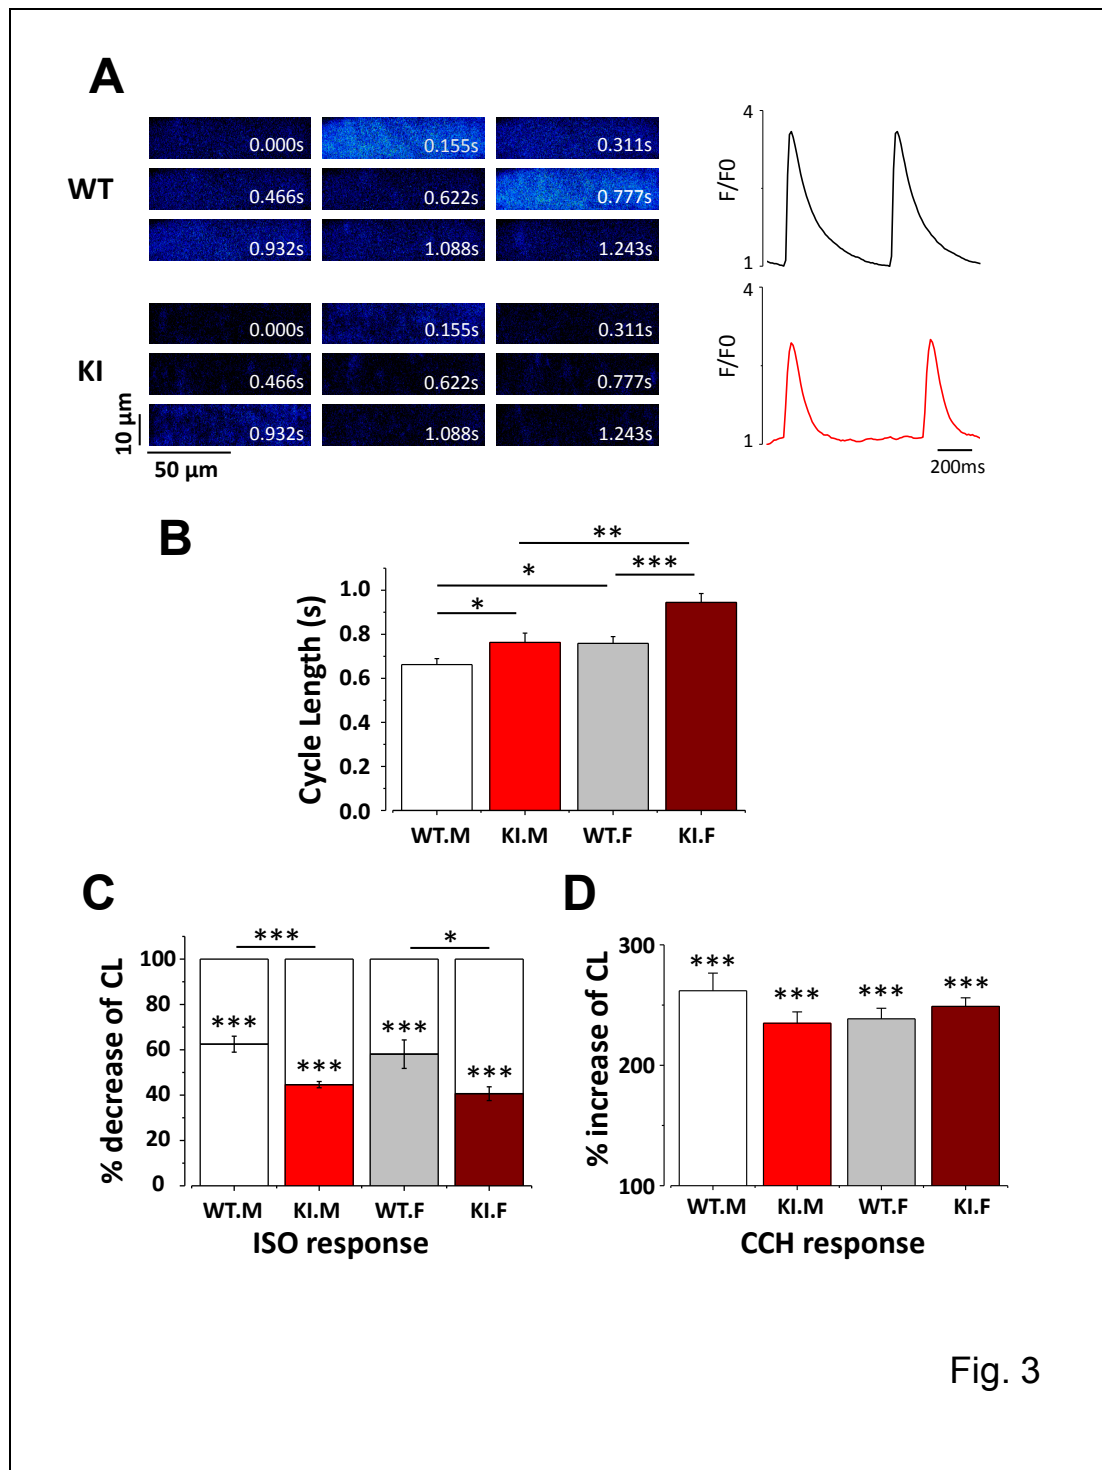 A
WT
0.000s 0.155s 0.311s
0.466s 0.622s 0.777s
0.932s 1.088s 1.243s
KI
0.000s 0.155s 0.311s
0.466s 0.622s 0.777s
0.932s 1.088s 1.243s
10 µm
50 µm
4
F/F0
1
4
F/F0
1
200ms
B
**
* ***
*
Cycle Length (s)
1.0
0.8
0.6
0.4
0.2
0.0
WT.M KI.M WT.F KI.F
C
*** *
% decrease of CL
100
80
60
40
20
0
*** *** *** ***
WT.M KI.M WT.F KI.F
ISO response
D
% increase of CL
300
200
100
*** *** *** ***
WT.M KI.M WT.F KI.F
CCH response
Fig. 3